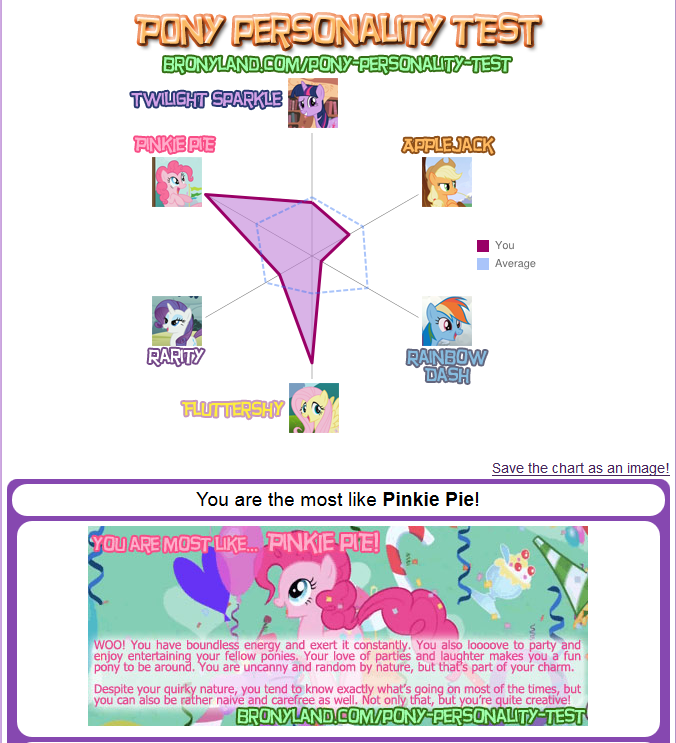 PONY PERSONALITY TEST
BRONYLAND.COM/PONY-PERSONALITY-TEST
TWILIGHT SPARKLE
PINKIE PIE
APPLEJACK
You
Average
RARITY
RAINBOW
DASH
FLUTTERSHY
Save the chart as an image!
You are the most like Pinkie Pie!
YOU ARE MOST LIKE... PINKIE PIE!
WOO! You have boundless energy and exert it constantly. You also loooove to party and
enjoy entertaining your fellow ponies. Your love of parties and laughter makes you a fun
pony to be around. You are uncanny and random by nature, but that's part of your charm.
Despite your quirky nature, you tend to know exactly what's going on most of the times, but
you can also be rather naive and carefree as well. Not only that, but you're quite creative!
BRONYLAND.COM/PONY-PERSONALITY-TEST